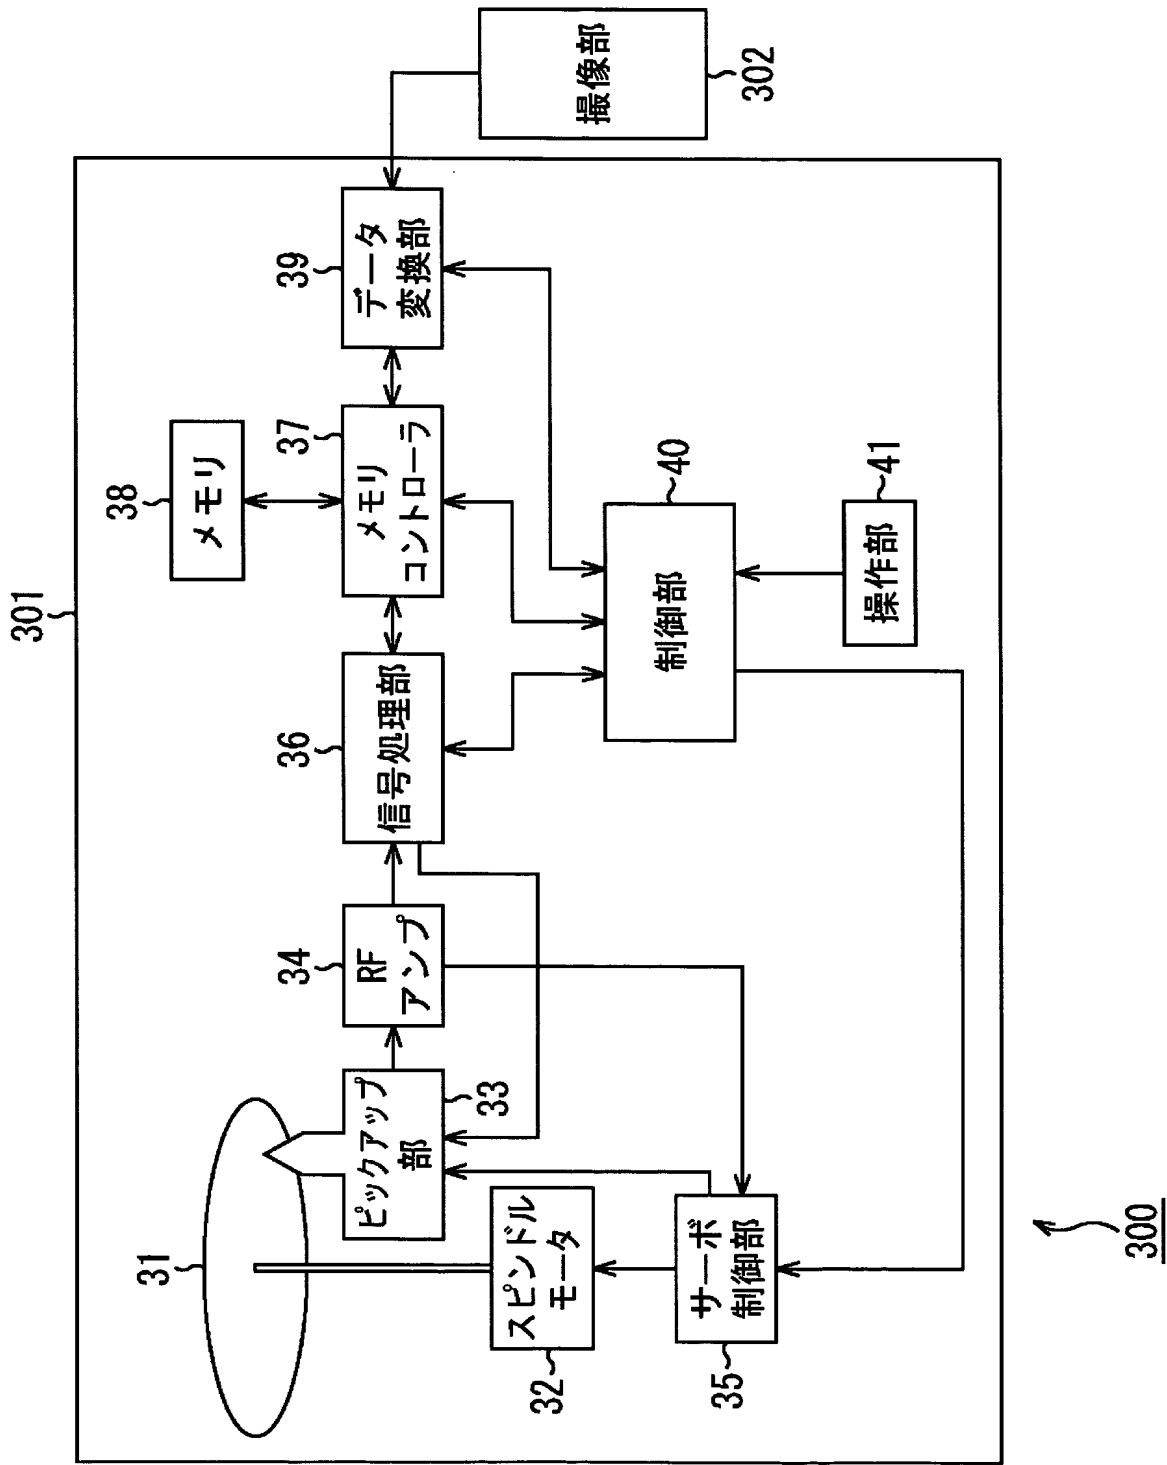 301
31
ピックアップ
部
33
RF
アンプ
34
信号処理部
36
メモリ
コントローラ
37
メモリ
38
データ
変換部
39
撮像部
302
スピンドル
モータ
32
サーボ
制御部
35
制御部
40
操作部
41
300